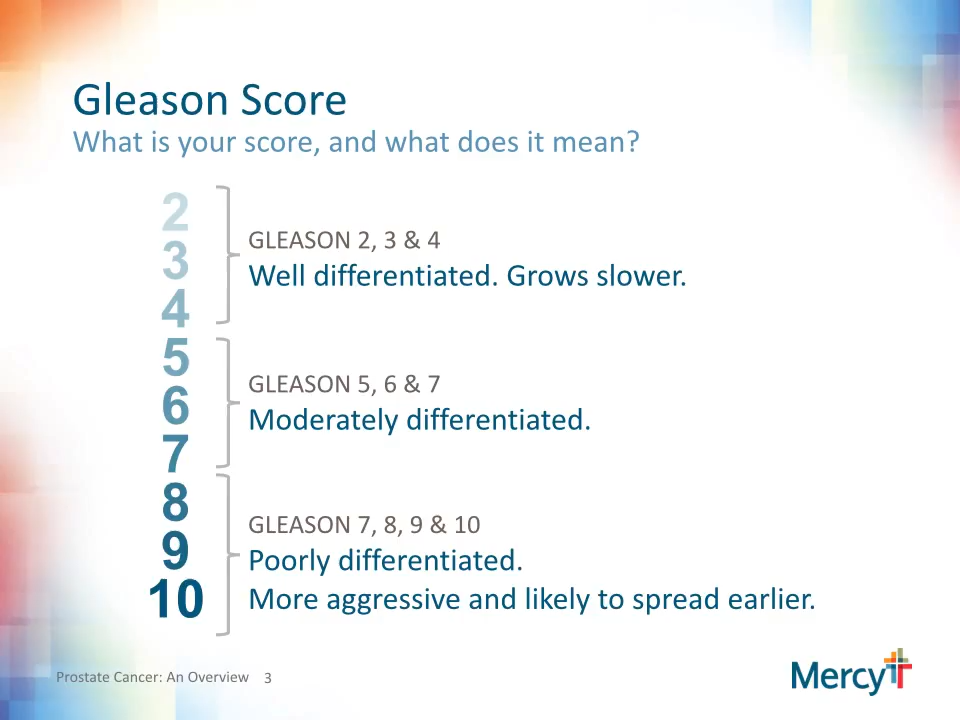 Gleason Score
What is your score, and what does it mean?
2
3
4
GLEASON 2, 3 & 4
Well differentiated. Grows slower.
5
6
7
GLEASON 5, 6 & 7
Moderately differentiated.
8
9
10
GLEASON 7, 8, 9 & 10
Poorly differentiated.
More aggressive and likely to spread earlier.
Prostate Cancer: An Overview 3
Mercy